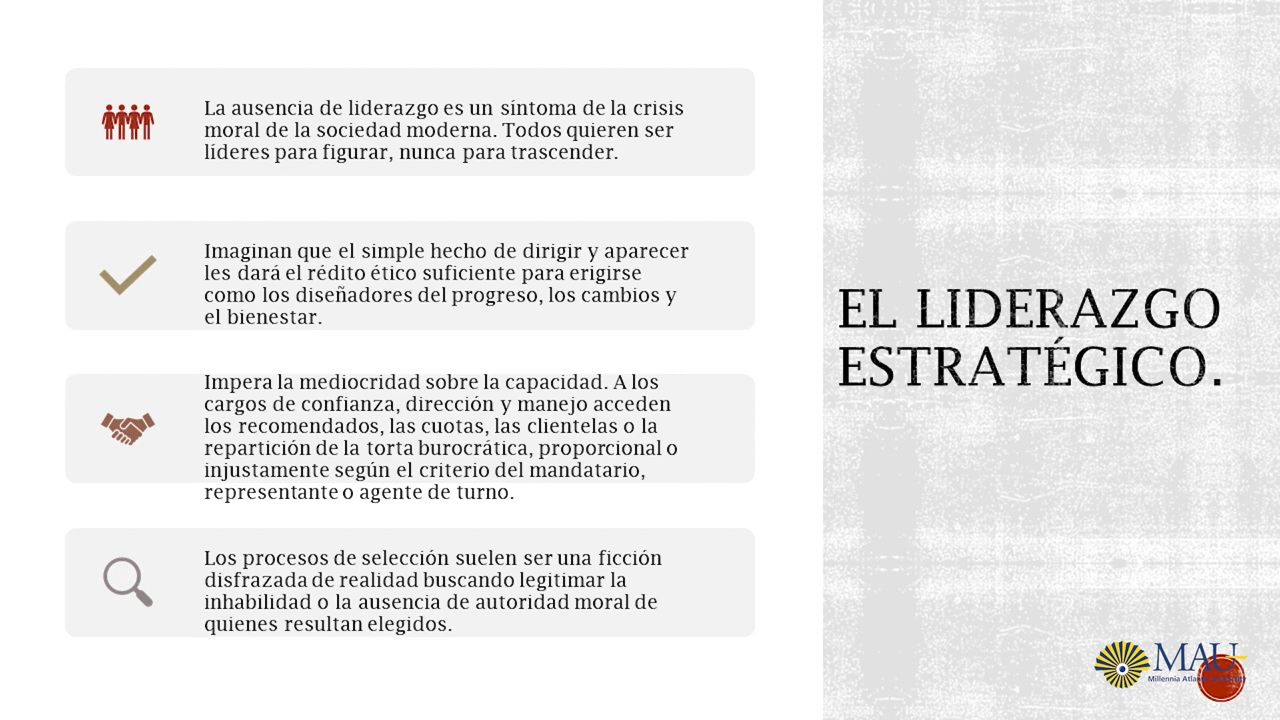 La ausencia de liderazgo es un síntoma de la crisis
moral de la sociedad moderna. Todos quieren ser
líderes para figurar, nunca para trascender.
Imaginan que el simple hecho de dirigir y aparecer
les dará el rédito ético suficiente para erigirse
como los diseñadores del progreso, los cambios y
el bienestar.
Impera la mediocridad sobre la capacidad. A los
cargos de confianza, dirección y manejo acceden
los recomendados, las cuotas, las clientelas o la
repartición de la torta burocrática, proporcional o
injustamente según el criterio del mandatario,
representante o agente de turno.
Los procesos de selección suelen ser una ficción
disfrazada de realidad buscando legitimar la
inhabilidad o la ausencia de autoridad moral de
quienes resultan elegidos.
EL LIDERAZGO
ESTRATÉGICO.
MAU
Millennia